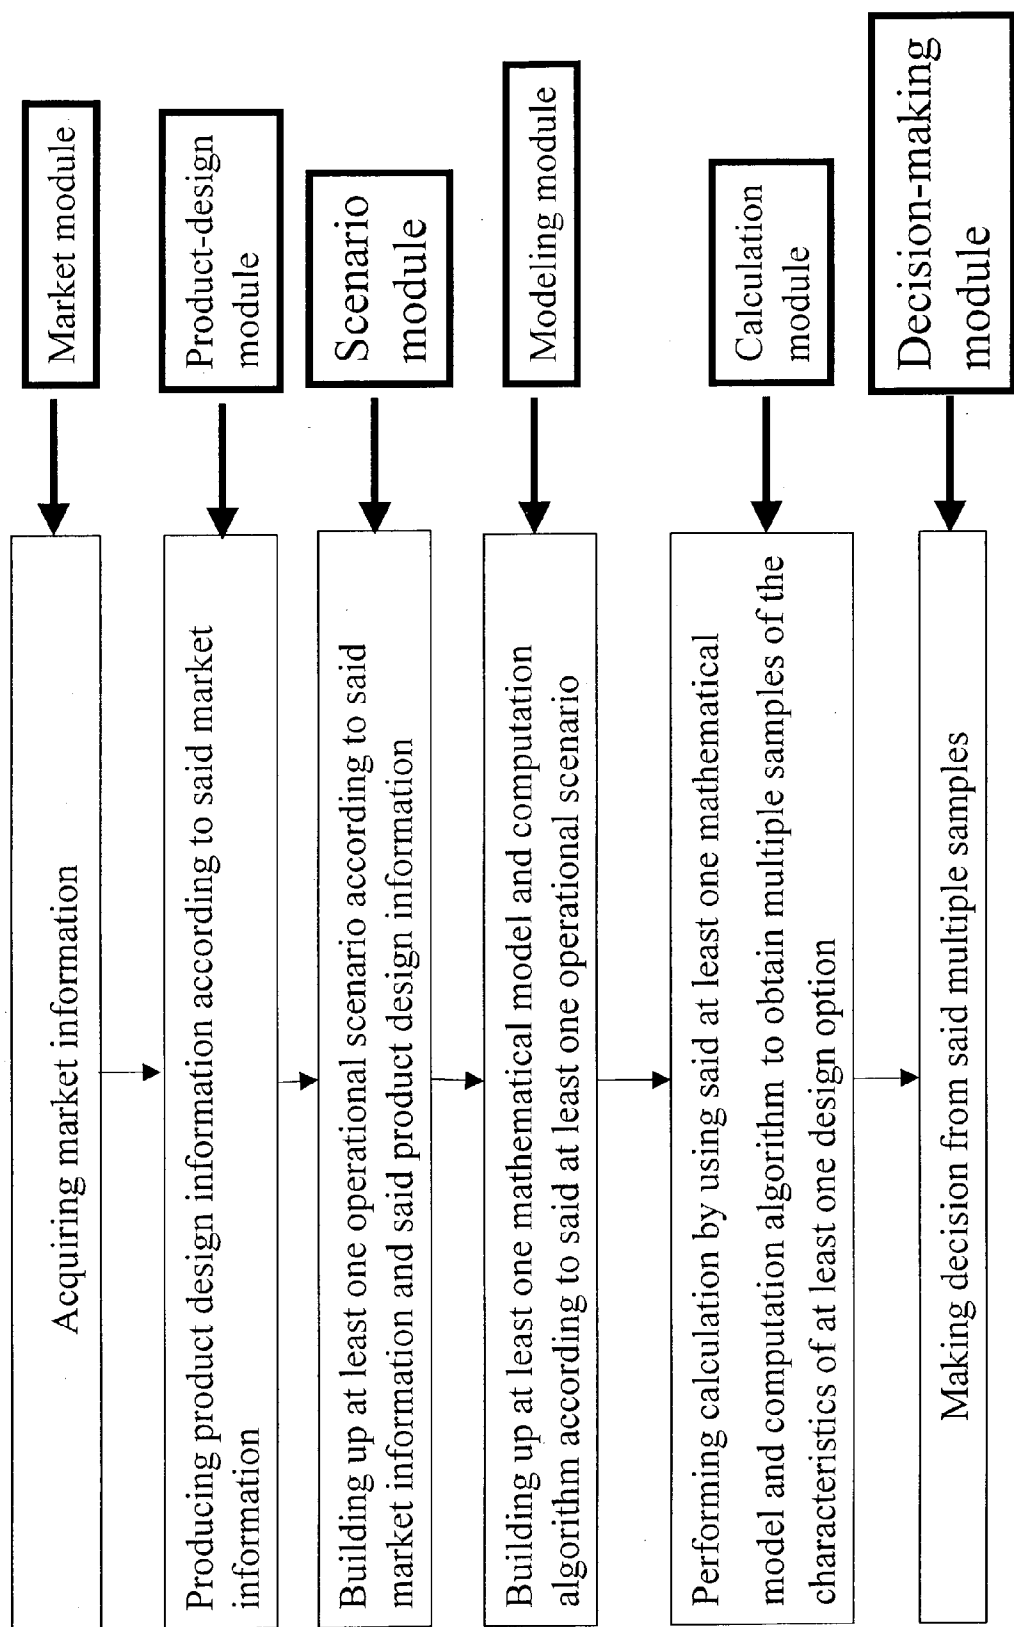 Acquiring market information
Market module
Producing product design information according to said market
information
Product-design
module
Building up at least one operational scenario according to said
market information and said product design information
Scenario
module
Building up at least one mathematical model and computation
algorithm according to said at least one operational scenario
Modeling module
Performing calculation by using said at least one mathematical
model and computation algorithm to obtain multiple samples of the
characteristics of at least one design option
Calculation
module
Making decision from said multiple samples
Decision-making
module